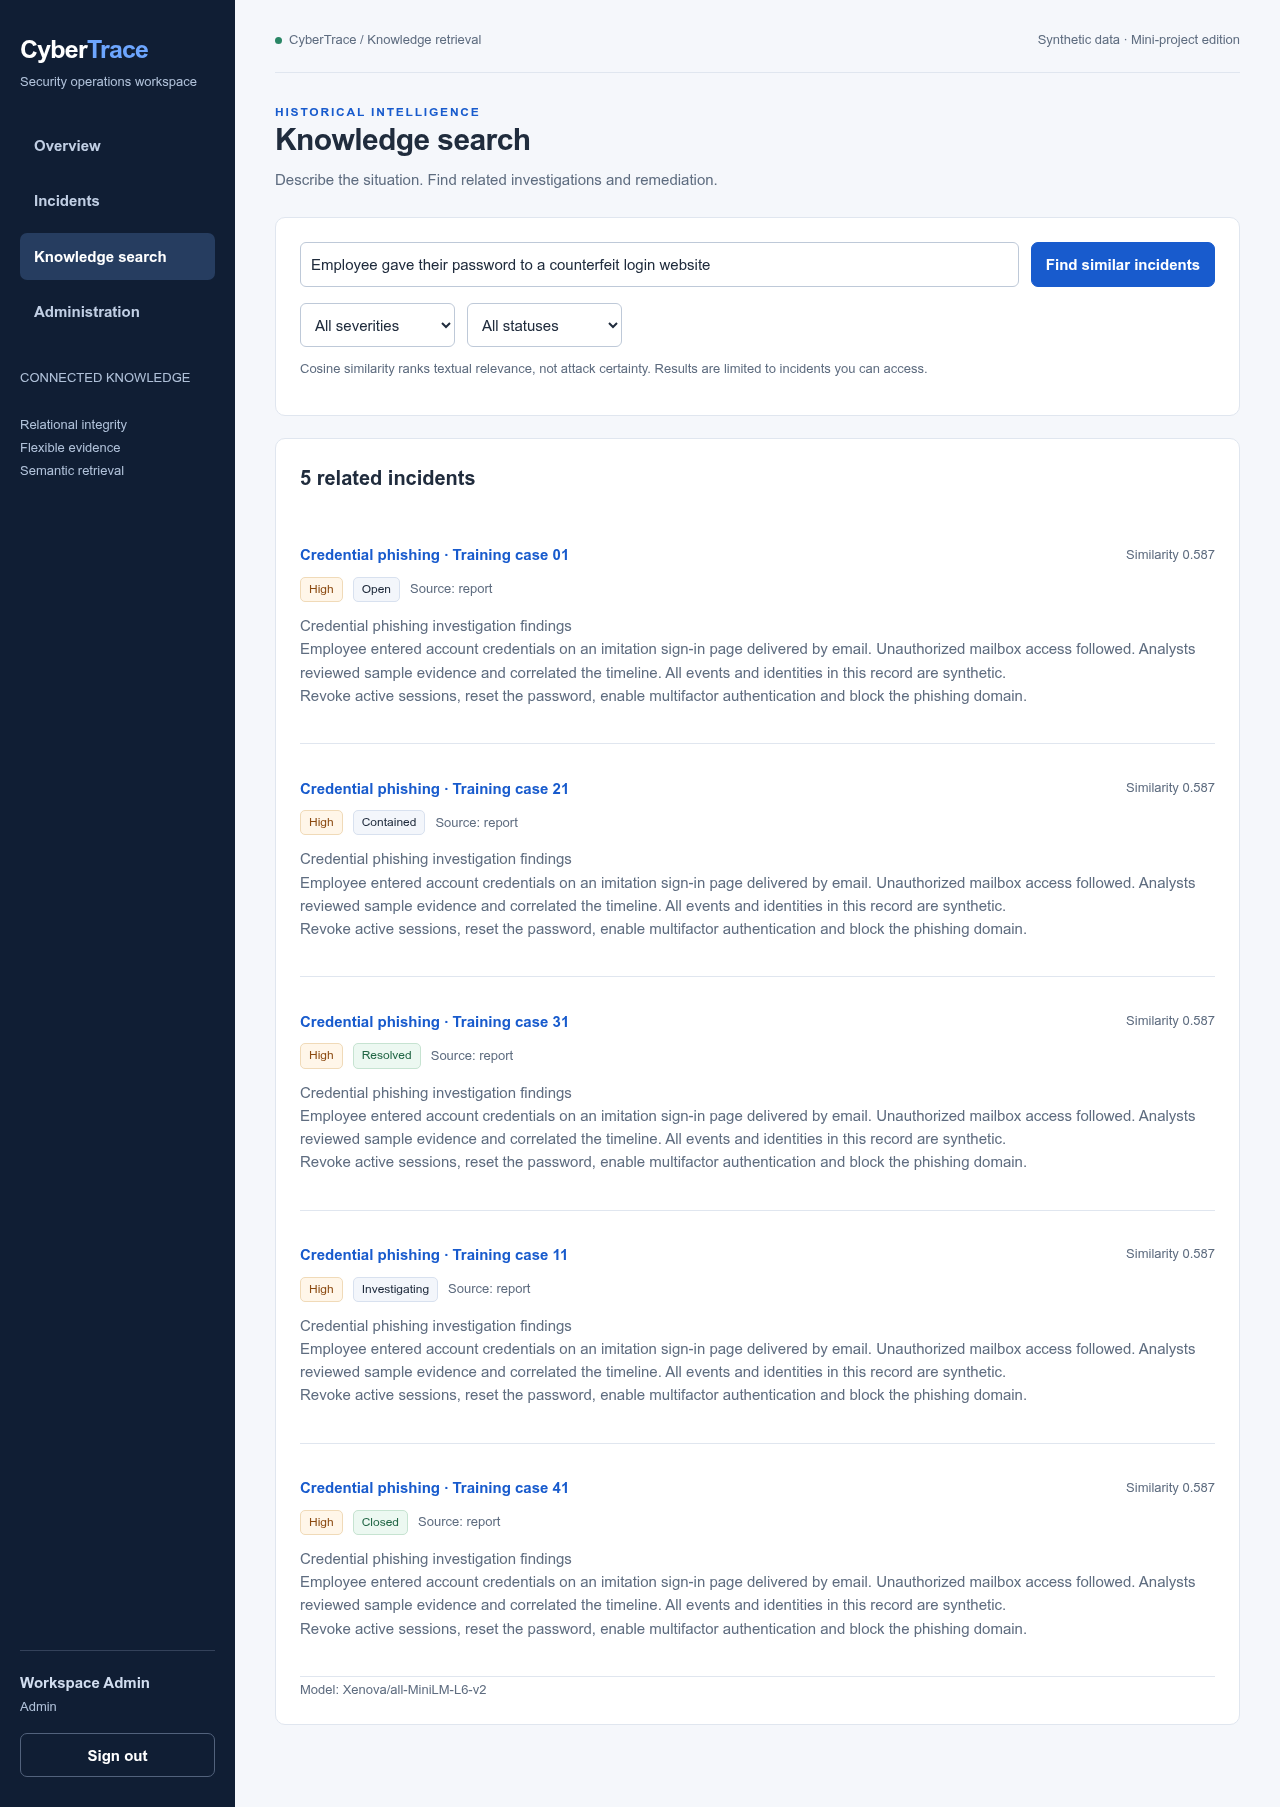 CyberTrace
Security operations workspace
Overview
Incidents
Knowledge search
Administration
CONNECTED KNOWLEDGE
Relational integrity
Flexible evidence
Semantic retrieval
Workspace Admin
Admin
Sign out
CyberTrace / Knowledge retrieval
Synthetic data · Mini-project edition
HISTORICAL INTELLIGENCE
Knowledge search
Describe the situation. Find related investigations and remediation.
Employee gave their password to a counterfeit login website
Find similar incidents
All severities
All statuses
Cosine similarity ranks textual relevance, not attack certainty. Results are limited to incidents you can access.
5 related incidents
Credential phishing · Training case 01
Similarity 0.587
High
Open
Source: report
Credential phishing investigation findings
Employee entered account credentials on an imitation sign-in page delivered by email. Unauthorized mailbox access followed. Analysts
reviewed sample evidence and correlated the timeline. All events and identities in this record are synthetic.
Revoke active sessions, reset the password, enable multifactor authentication and block the phishing domain.
Credential phishing · Training case 21
Similarity 0.587
High
Contained
Source: report
Credential phishing investigation findings
Employee entered account credentials on an imitation sign-in page delivered by email. Unauthorized mailbox access followed. Analysts
reviewed sample evidence and correlated the timeline. All events and identities in this record are synthetic.
Revoke active sessions, reset the password, enable multifactor authentication and block the phishing domain.
Credential phishing · Training case 31
Similarity 0.587
High
Resolved
Source: report
Credential phishing investigation findings
Employee entered account credentials on an imitation sign-in page delivered by email. Unauthorized mailbox access followed. Analysts
reviewed sample evidence and correlated the timeline. All events and identities in this record are synthetic.
Revoke active sessions, reset the password, enable multifactor authentication and block the phishing domain.
Credential phishing · Training case 11
Similarity 0.587
High
Investigating
Source: report
Credential phishing investigation findings
Employee entered account credentials on an imitation sign-in page delivered by email. Unauthorized mailbox access followed. Analysts
reviewed sample evidence and correlated the timeline. All events and identities in this record are synthetic.
Revoke active sessions, reset the password, enable multifactor authentication and block the phishing domain.
Credential phishing · Training case 41
Similarity 0.587
High
Closed
Source: report
Credential phishing investigation findings
Employee entered account credentials on an imitation sign-in page delivered by email. Unauthorized mailbox access followed. Analysts
reviewed sample evidence and correlated the timeline. All events and identities in this record are synthetic.
Revoke active sessions, reset the password, enable multifactor authentication and block the phishing domain.
Model: Xenova/all-MiniLM-L6-v2